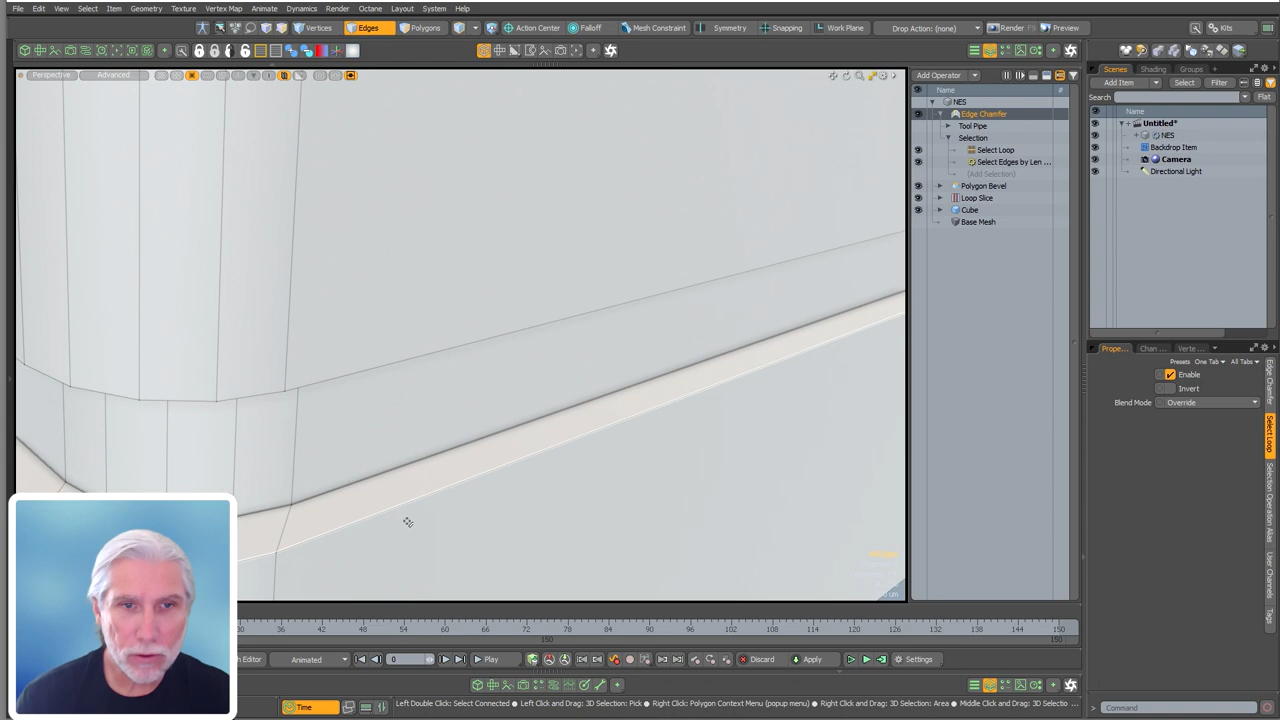 File Edit View Select Item Geometry Texture Vertex Map Animate Dynamics Render Octane Layout System Help
Vertices Edges Polygons Action Center Falloff Mesh Constraint Symmetry Snapping Work Plane Drop Action: (none) Render Preview Kits
Perspective Advanced
Add Operator
Name #
NES
Edge Chamfer
Tool Pipe
Selection
Select Loop
Select Edges by Len ...
(Add Selection)
Polygon Bevel
Loop Slice
Cube
Base Mesh
Scenes Shading Groups
Add Item Select Filter
Search Flat
Name
Untitled*
NES
Backdrop Item
Camera
Directional Light
Prope... Chan ... Verte ...
Presets One Tab All Tabs
Enable
Invert
Blend Mode Override
Edge Chamfer
Select Loop
Selection Operation Alias
User Channels
Tags
36 42 48 54 60 66 72 78 84 90 96 102 108 114 120 126 132 138 144 150
150 150
Animated 0 Play Discard Apply Settings
Time
Left Double Click: Select Connected Left Click and Drag: 3D Selection: Pick Right Click: Polygon Context Menu (popup menu) Right Click and Drag: 3D Selection: Area Middle Click and Drag: 3D Selection
Command